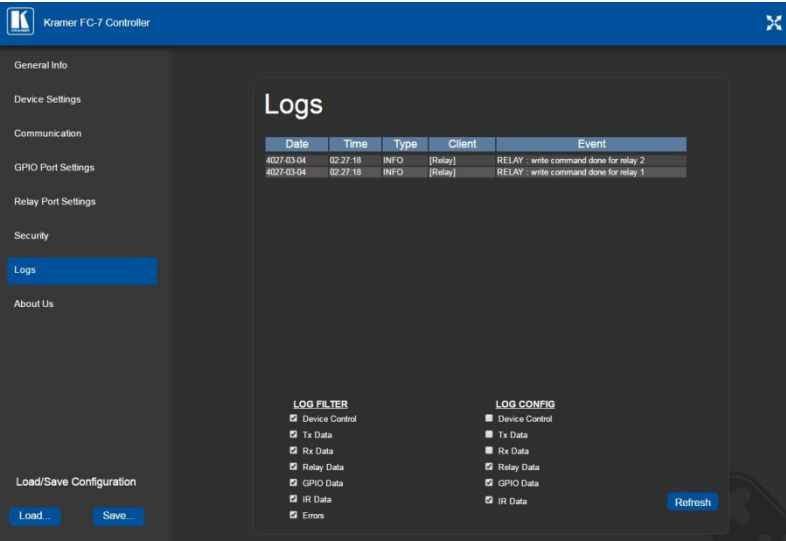 Kramer FC-7 Controller
General Info
Device Settings
Communication
GPIO Port Settings
Relay Port Settings
Security
Logs
About Us
Load/Save Configuration
Load... Save...
Logs
Date Time Type Client Event
4027-03-04 02:27:18 INFO [Relay] RELAY : write command done for relay 2
4027-03-04 02:27:18 INFO [Relay] RELAY : write command done for relay 1
LOG FILTER
Device Control
Tx Data
Rx Data
Relay Data
GPIO Data
IR Data
Errors
LOG CONFIG
Device Control
Tx Data
Rx Data
Relay Data
GPIO Data
IR Data
Refresh